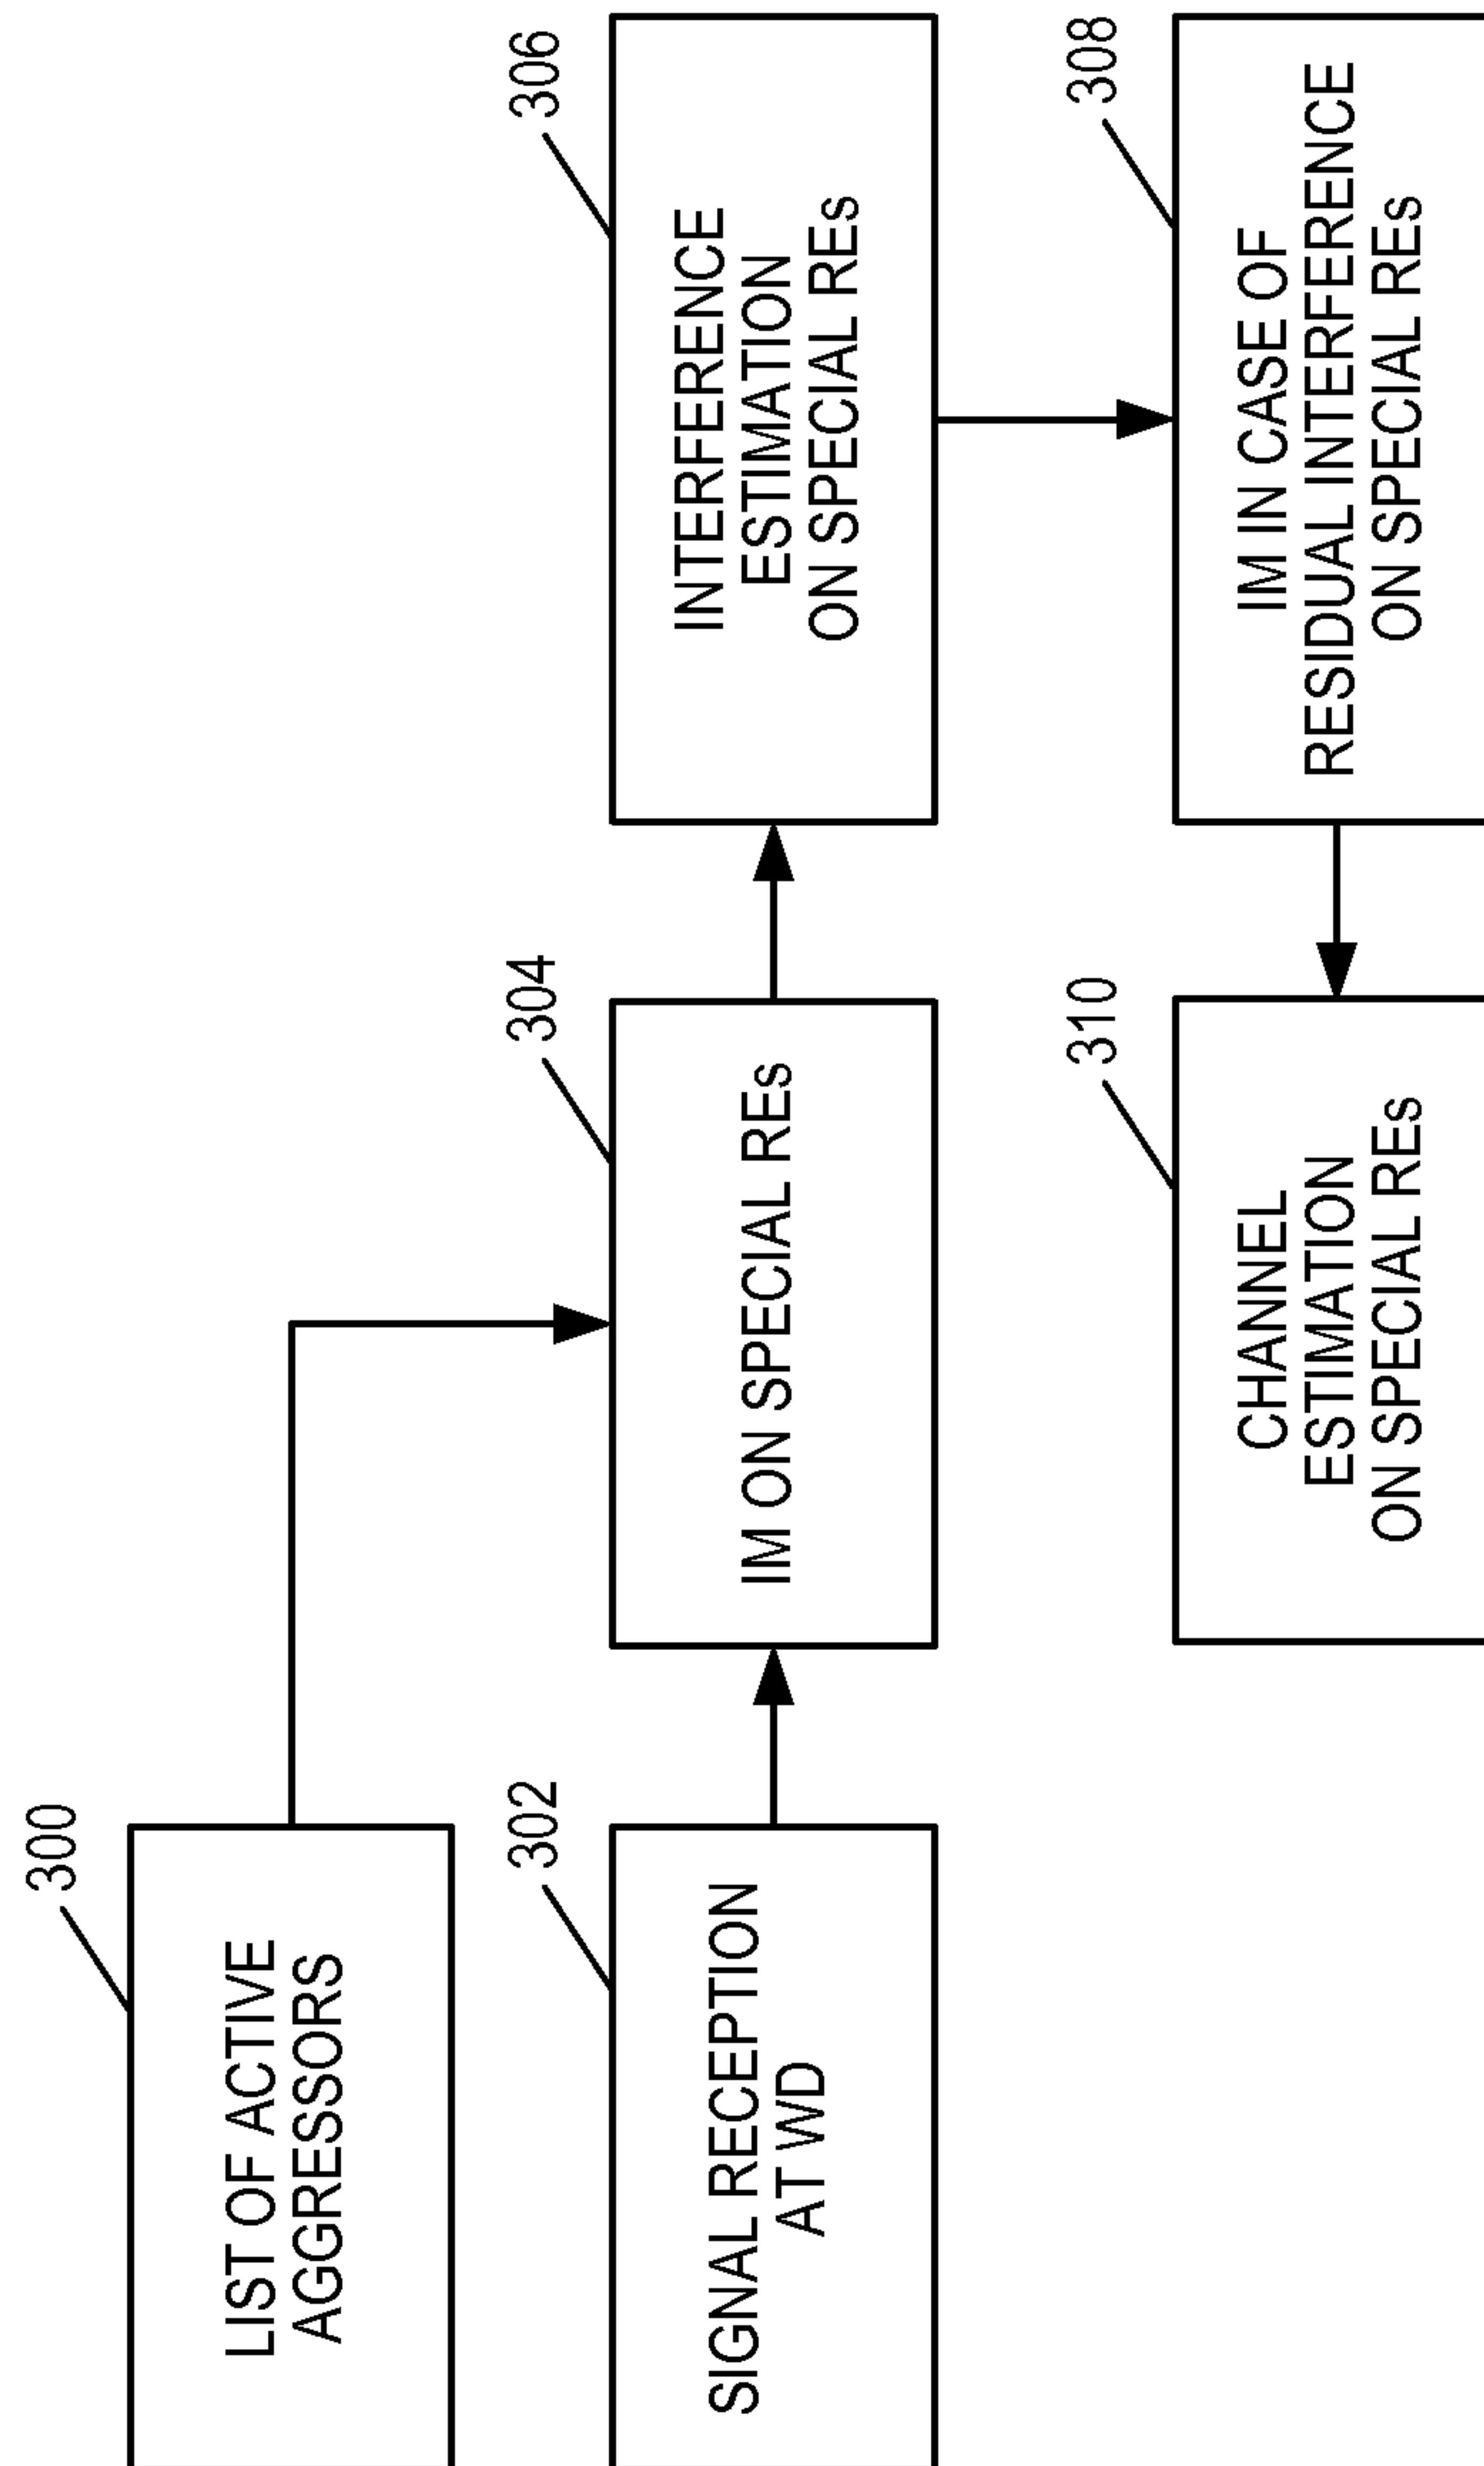 300
LIST OF ACTIVE
AGGRESSORS
302
SIGNAL RECEPTION
AT WD
304
IM ON SPECIAL REs
306
INTERFERENCE
ESTIMATION
ON SPECIAL REs
308
IM IN CASE OF
RESIDUAL INTERFERENCE
ON SPECIAL REs
310
CHANNEL
ESTIMATION
ON SPECIAL REs